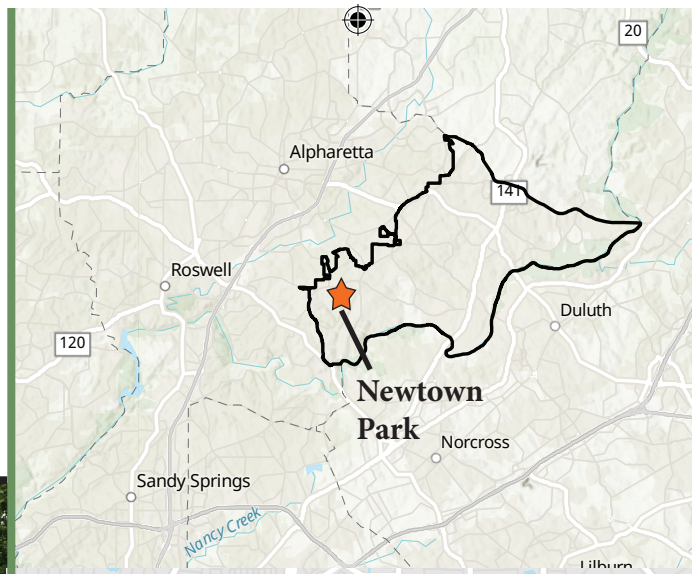 20
Alpharetta
141
Roswell
Duluth
120
Newtown
Park
Norcross
Sandy Springs
Nancy Creek
Lilburn